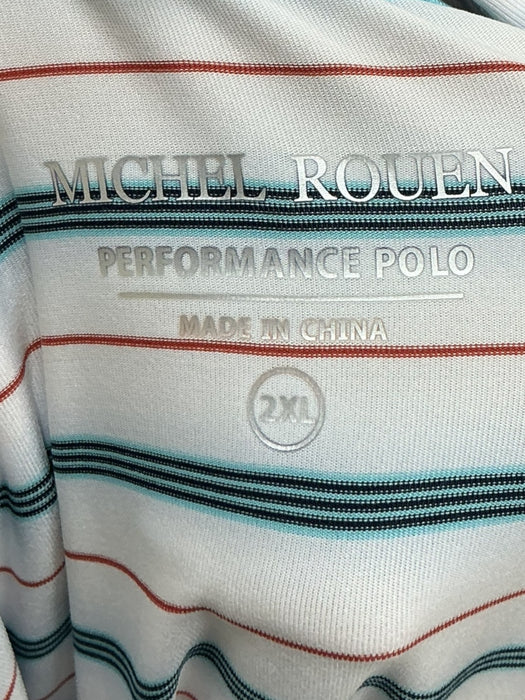 MICHEL ROUEN
PERFORMANCE POLO
MADE IN CHINA
2XL